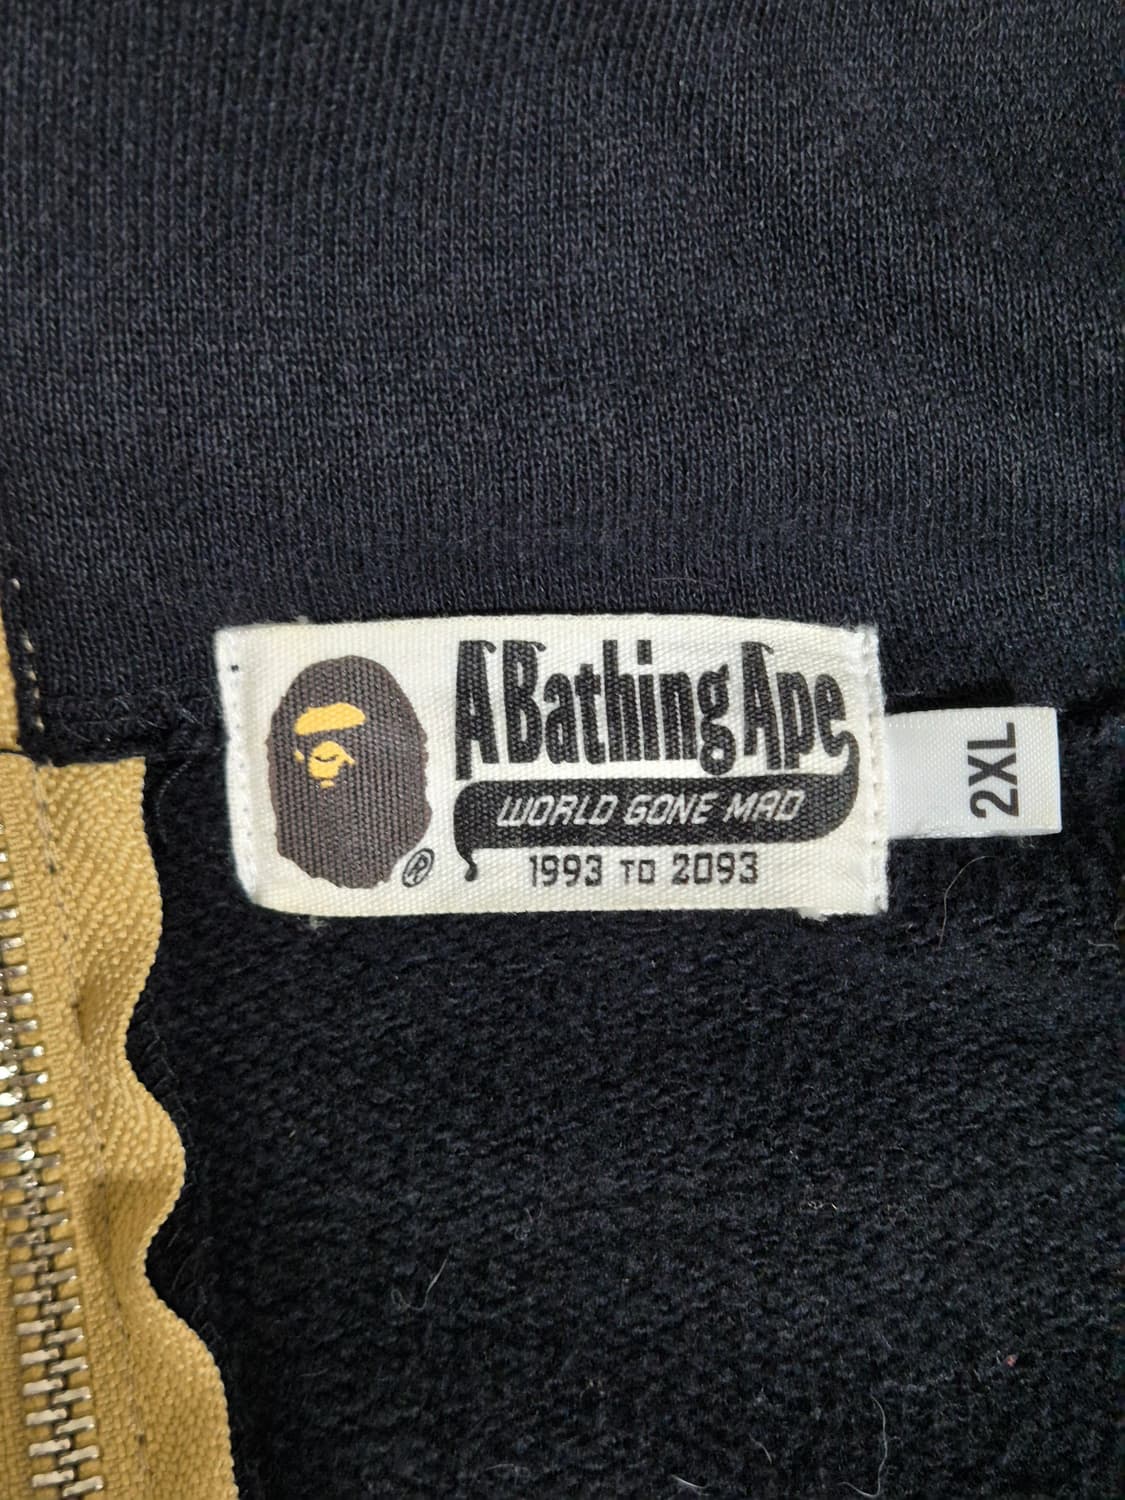 A Bathing Ape
®
WORLD GONE MAD
1993 TO 2093
2XL